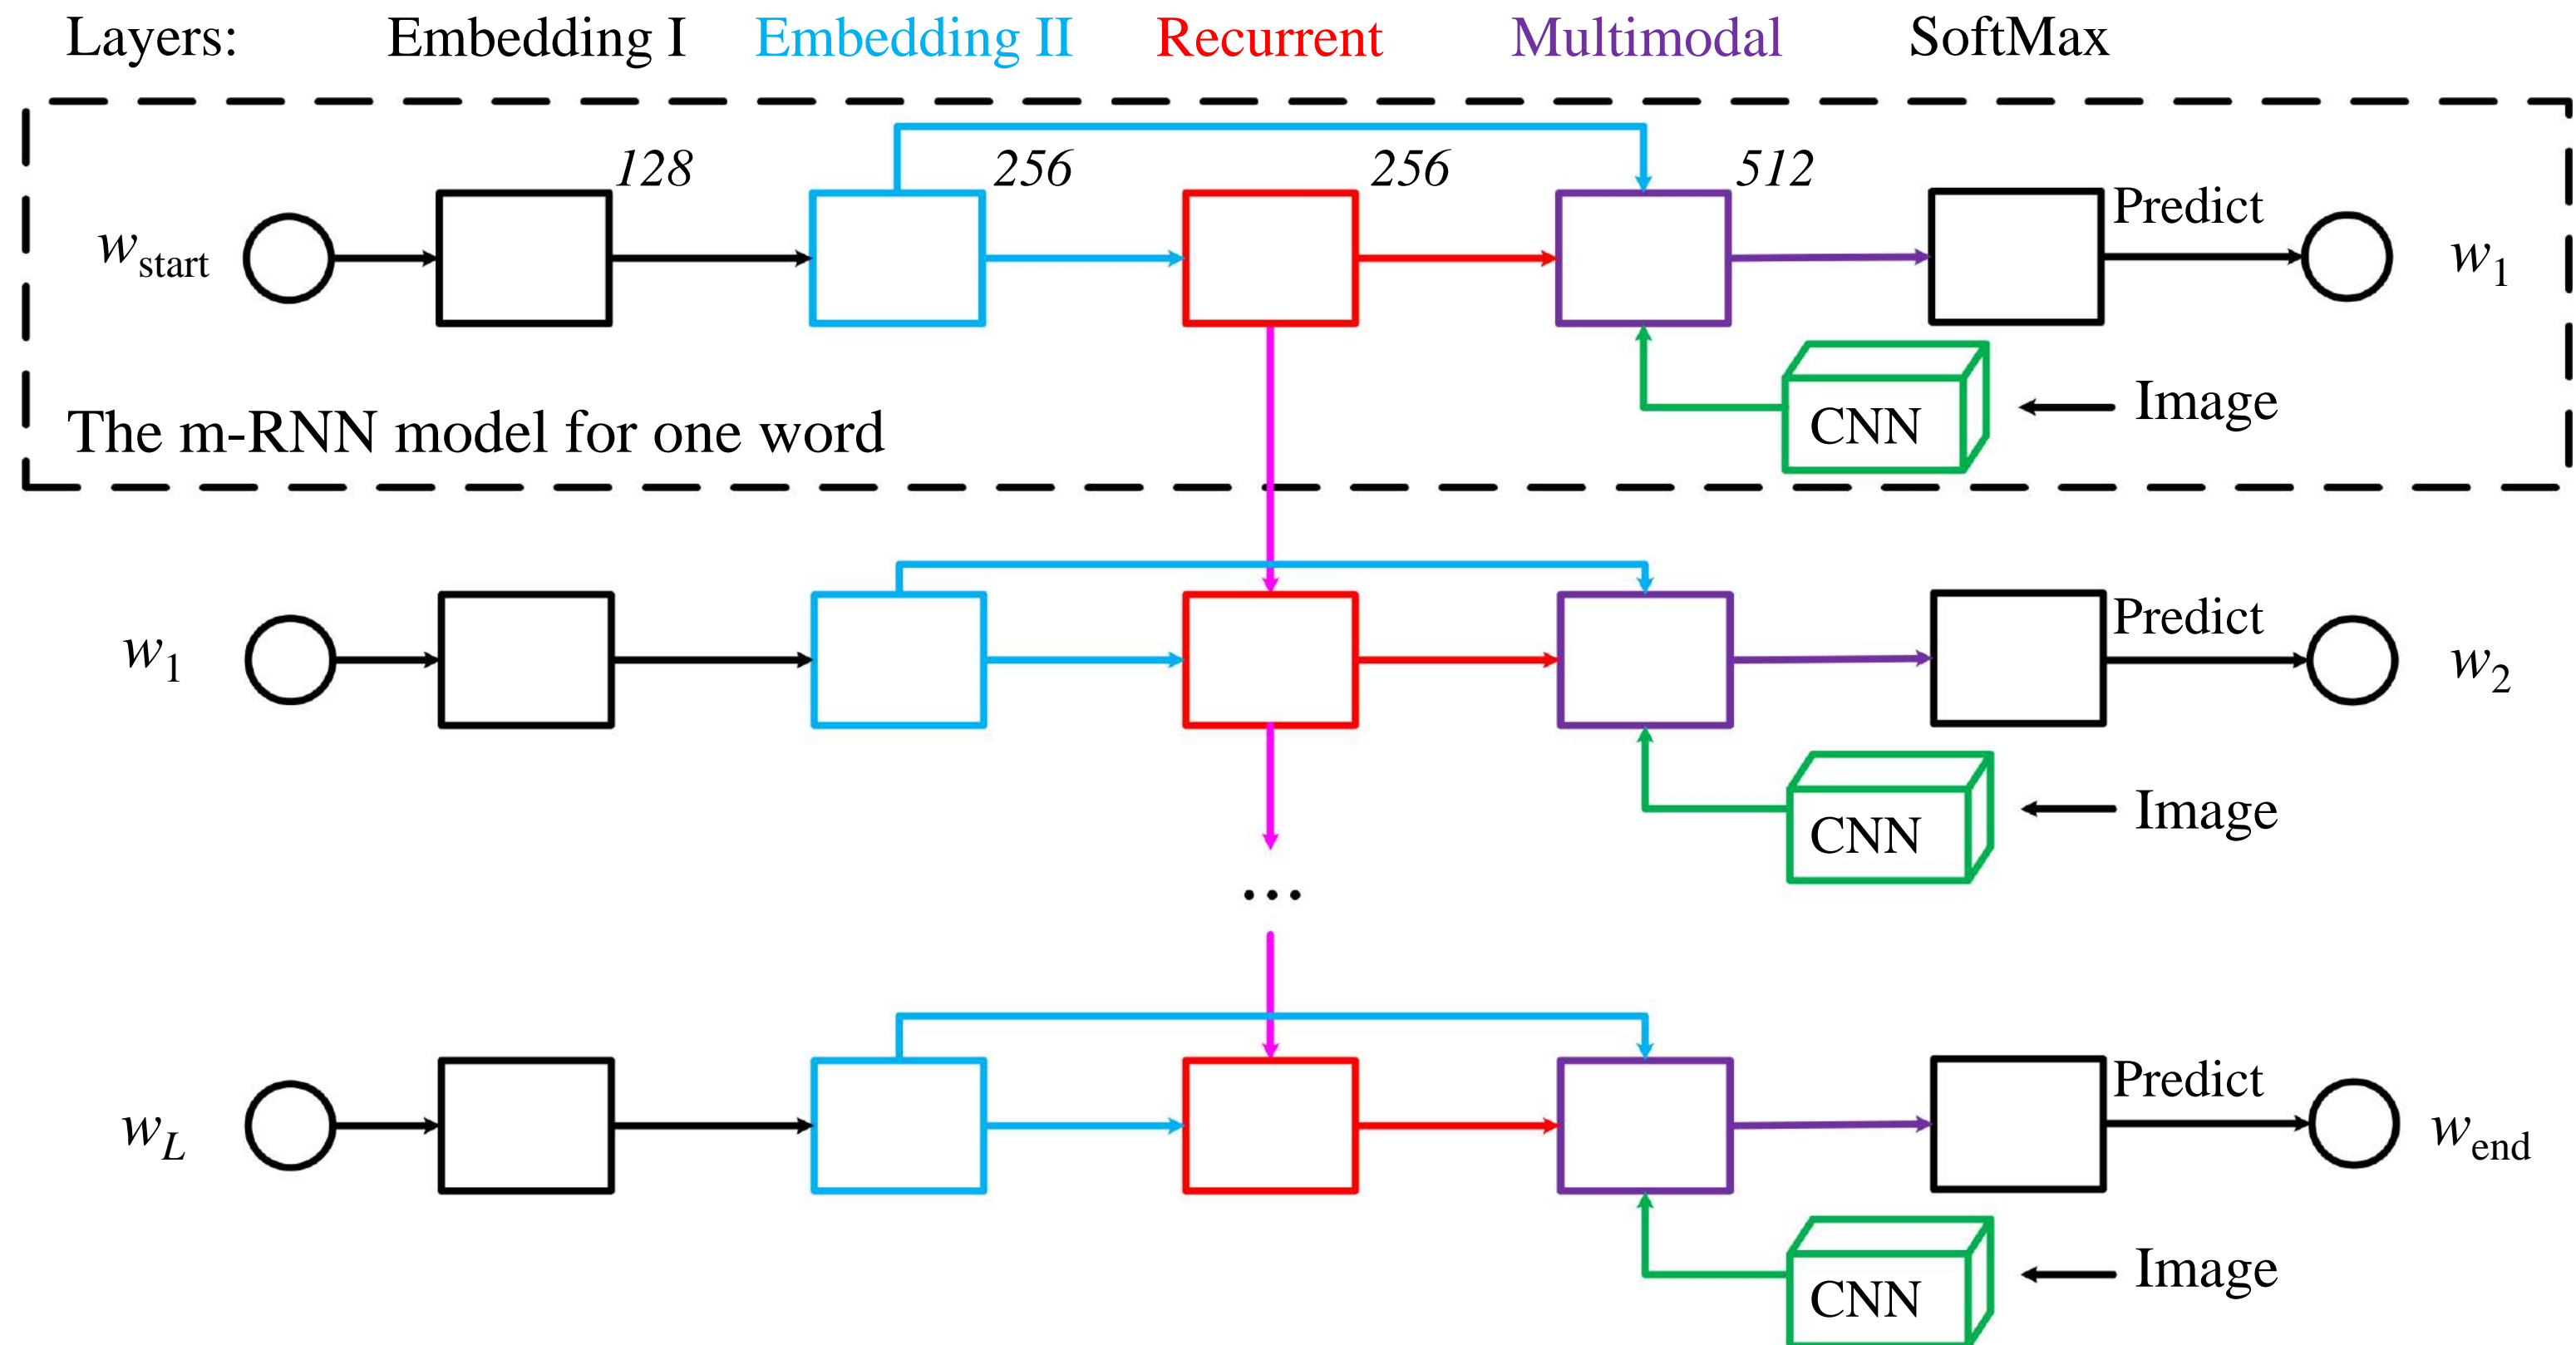 Layers: Embedding I Embedding II Recurrent Multimodal SoftMax
128 256 256 512
w_start Predict w_1
CNN Image
The m-RNN model for one word
w_1 Predict w_2
CNN Image
...
w_L Predict w_end
CNN Image